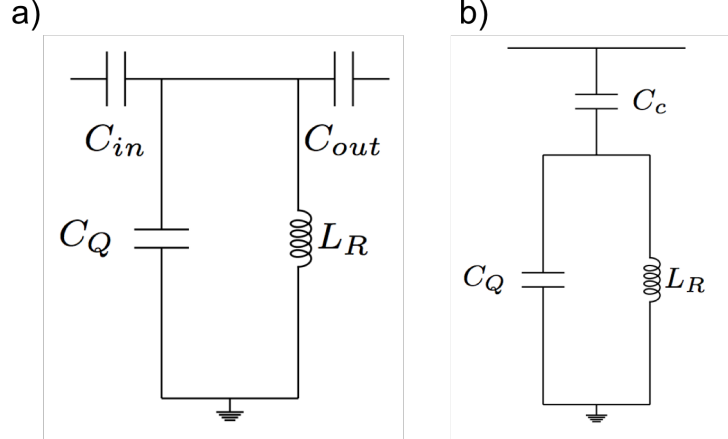 a)
C_in
C_out
C_Q
L_R
b)
C_c
C_Q
L_R